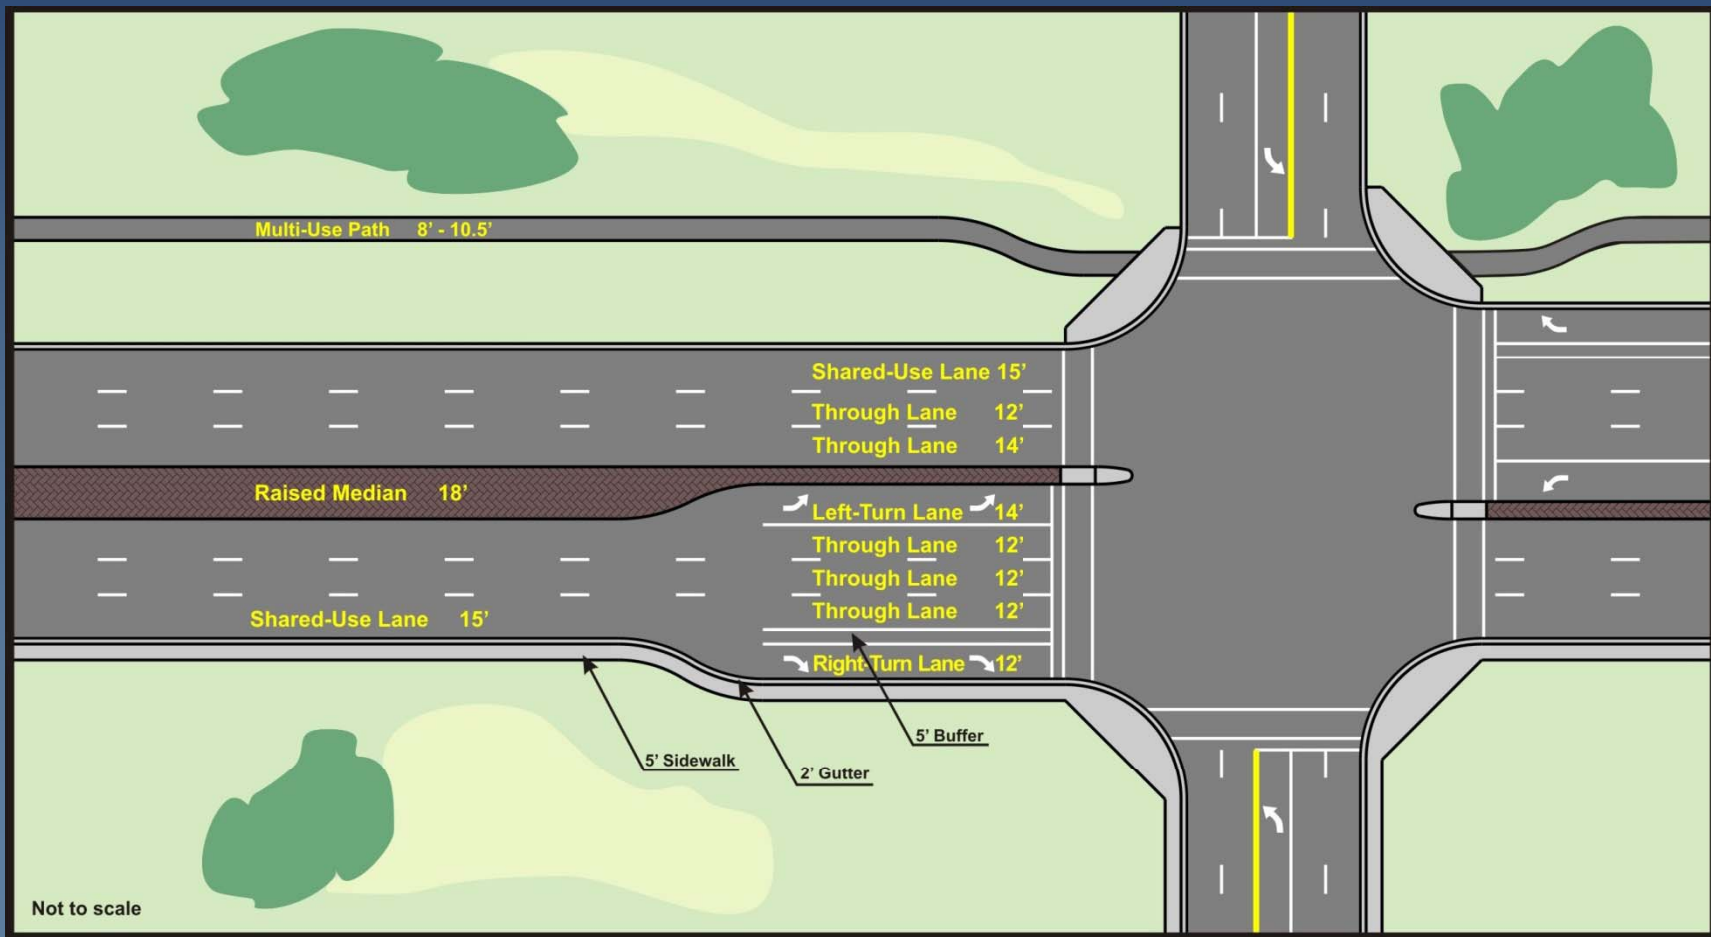 Multi-Use Path 8' - 10.5'
Shared-Use Lane 15'
Through Lane 12'
Through Lane 14'
Raised Median 18'
Left-Turn Lane 14'
Through Lane 12'
Through Lane 12'
Through Lane 12'
Shared-Use Lane 15'
Right-Turn Lane 12'
5' Buffer
5' Sidewalk
2' Gutter
Not to scale